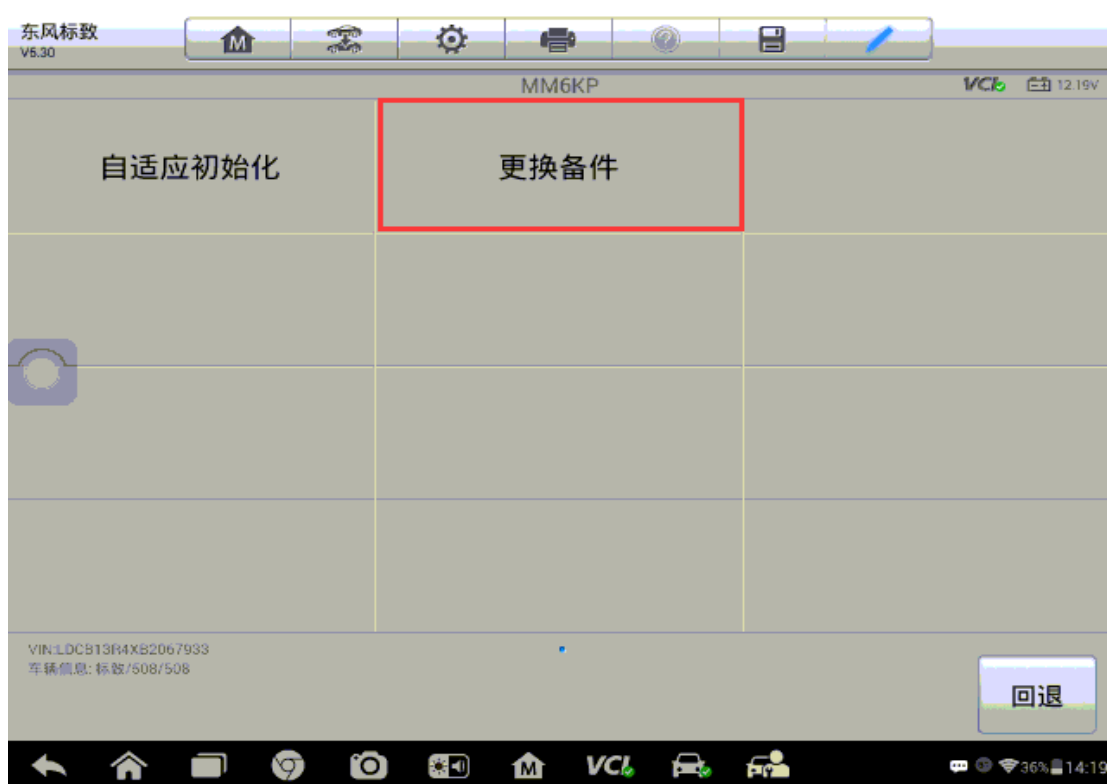 东风标致
V5.30
M
MM6KP
VCI
12.19V
自适应初始化
更换备件
VIN:LDCB13R4XB2067933
车辆信息: 标致/508/508
回退
M
VCI
36%
14:19